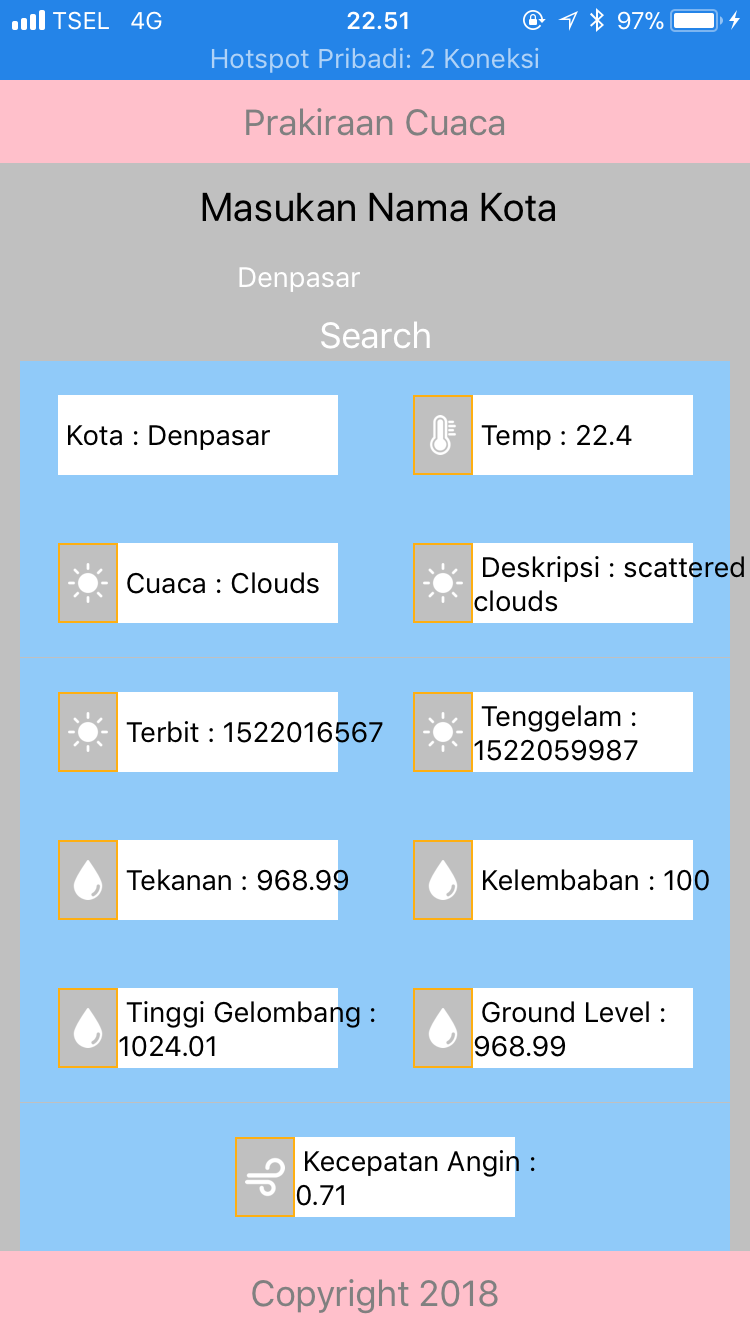 TSEL 4G 22.51 97%
Hotspot Pribadi: 2 Koneksi
Prakiraan Cuaca
Masukan Nama Kota
Denpasar
Search
Kota : Denpasar
Temp : 22.4
Cuaca : Clouds
Deskripsi : scattered
clouds
Terbit : 1522016567
Tenggelam :
1522059987
Tekanan : 968.99
Kelembaban : 100
Tinggi Gelombang :
1024.01
Ground Level :
968.99
Kecepatan Angin :
0.71
Copyright 2018